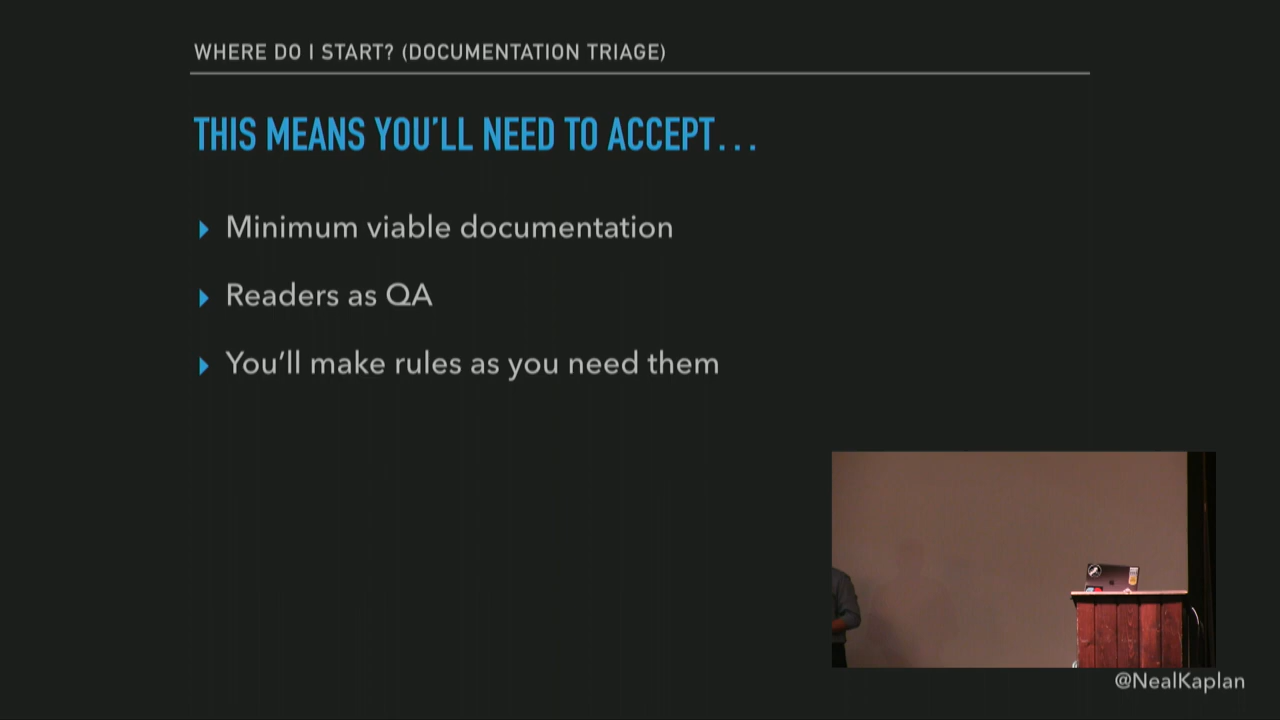 WHERE DO I START? (DOCUMENTATION TRIAGE)
THIS MEANS YOU'LL NEED TO ACCEPT...
Minimum viable documentation
Readers as QA
You'll make rules as you need them
@NealKaplan